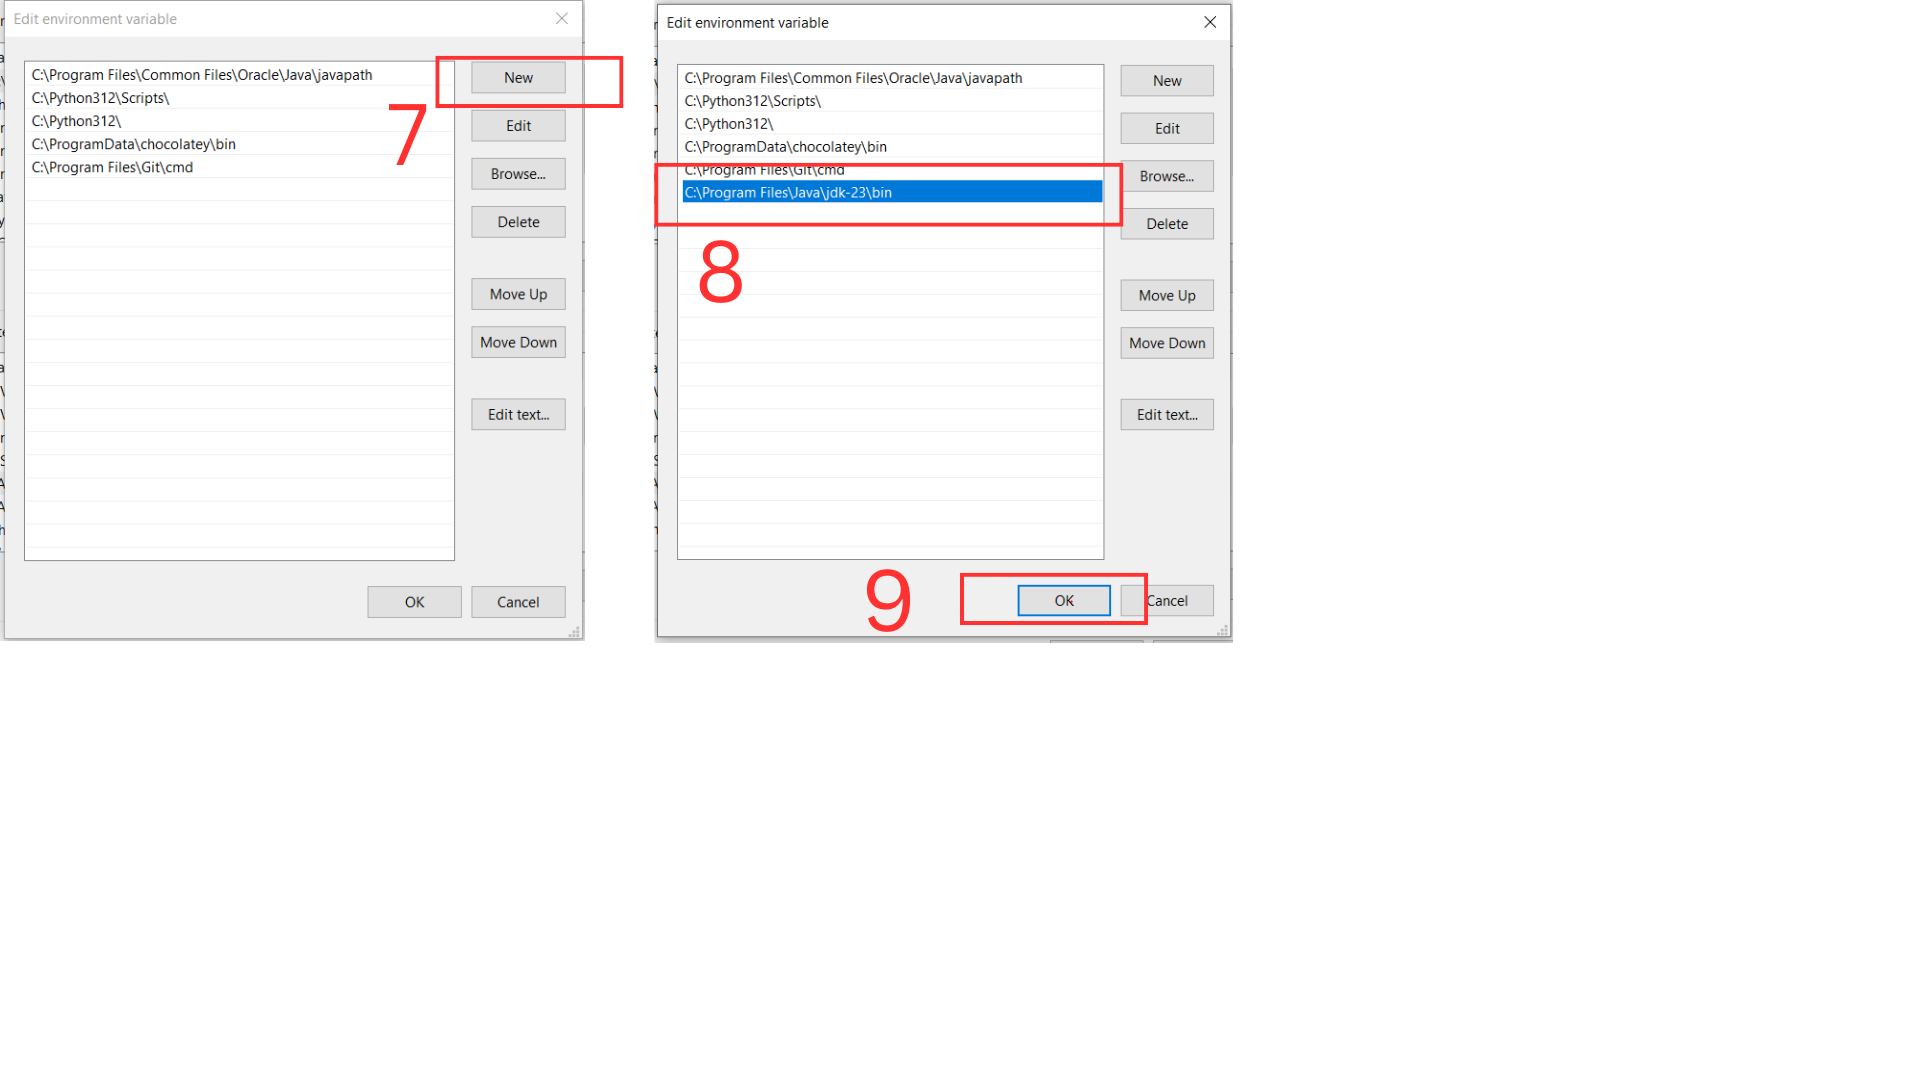 Edit environment variable
C:\Program Files\Common Files\Oracle\Java\javapath
C:\Python312\Scripts\
C:\Python312\
C:\ProgramData\chocolatey\bin
C:\Program Files\Git\cmd
New
7
Edit
Browse...
Delete
Move Up
Move Down
Edit text...
OK
Cancel
Edit environment variable
C:\Program Files\Common Files\Oracle\Java\javapath
C:\Python312\Scripts\
C:\Python312\
C:\ProgramData\chocolatey\bin
C:\Program Files\Git\cmd
C:\Program Files\Java\jdk-23\bin
8
New
Edit
Browse...
Delete
Move Up
Move Down
Edit text...
9
OK
Cancel